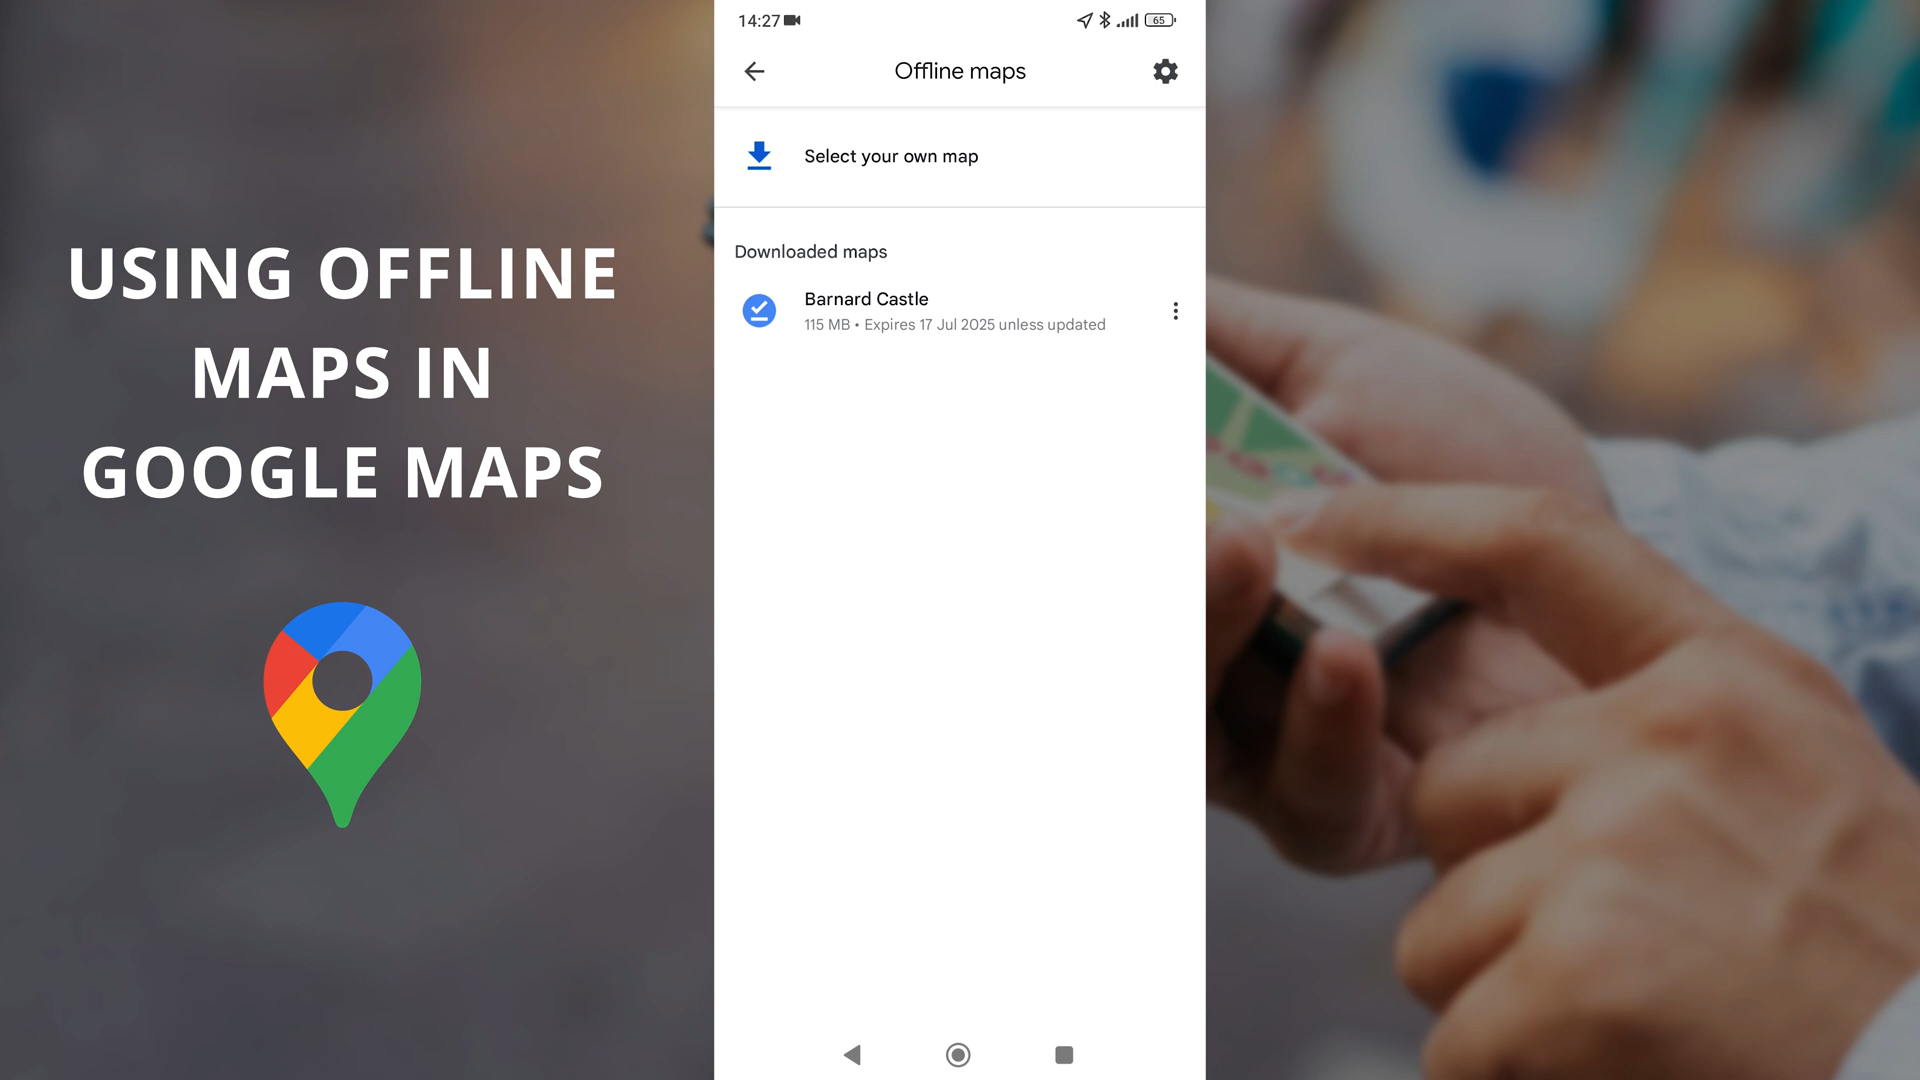 USING OFFLINE
MAPS IN
GOOGLE MAPS
14:27
65
Offline maps
Select your own map
Downloaded maps
Barnard Castle
115 MB • Expires 17 Jul 2025 unless updated